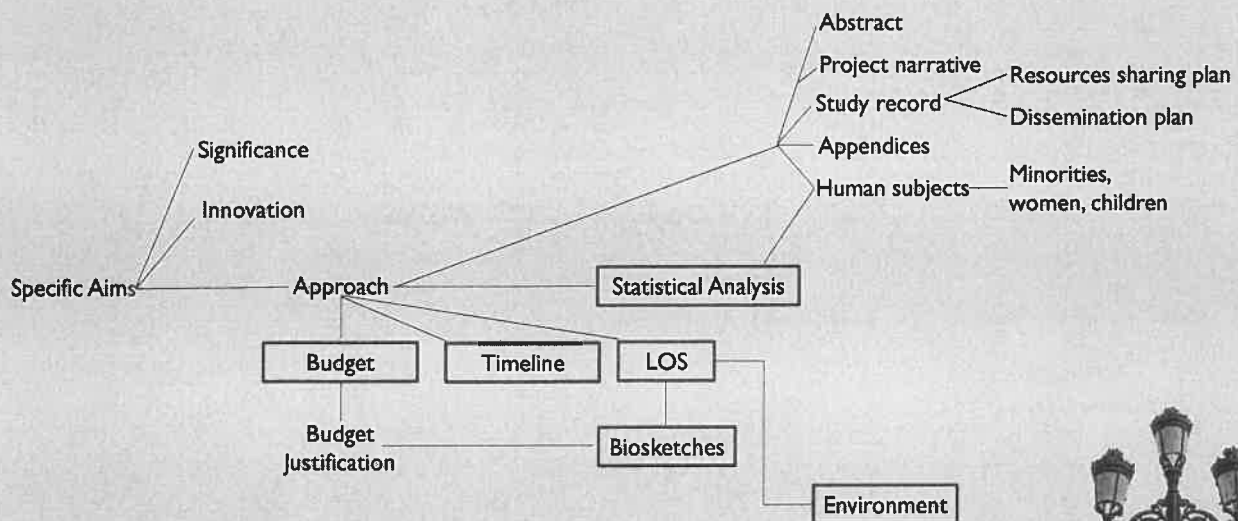 Abstract
Project narrative
Resources sharing plan
Study record
Dissemination plan
Significance
Appendices
Human subjects
Minorities,
women, children
Innovation
Specific Aims
Approach
Statistical Analysis
Budget
Timeline
LOS
Budget
Justification
Biosketches
Environment